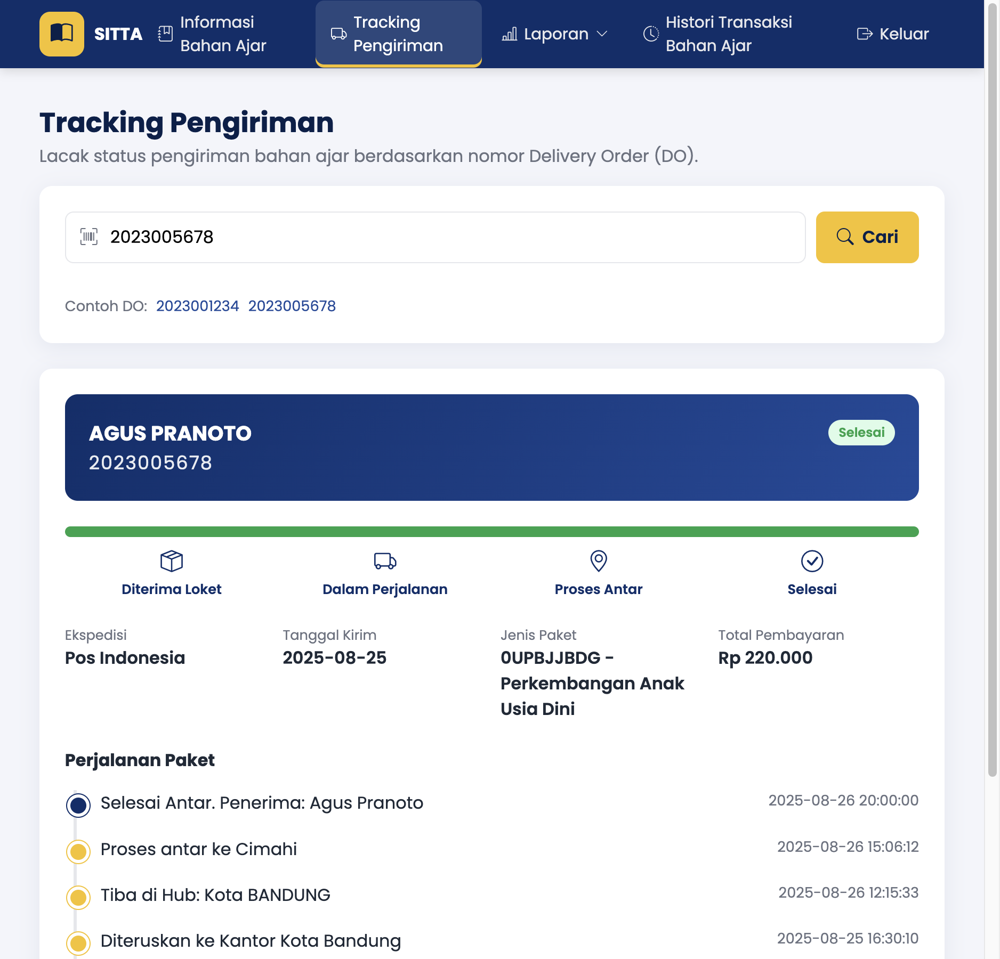 SITTA
Informasi
Bahan Ajar
Tracking
Pengiriman
Laporan
Histori Transaksi
Bahan Ajar
Keluar
Tracking Pengiriman
Lacak status pengiriman bahan ajar berdasarkan nomor Delivery Order (DO).
2023005678
Cari
Contoh DO: 2023001234 2023005678
AGUS PRANOTO
Selesai
2023005678
Diterima Loket
Dalam Perjalanan
Proses Antar
Selesai
Ekspedisi
Pos Indonesia
Tanggal Kirim
2025-08-25
Jenis Paket
0UPBJJBDG -
Perkembangan Anak
Usia Dini
Total Pembayaran
Rp 220.000
Perjalanan Paket
Selesai Antar. Penerima: Agus Pranoto 2025-08-26 20:00:00
Proses antar ke Cimahi 2025-08-26 15:06:12
Tiba di Hub: Kota BANDUNG 2025-08-26 12:15:33
Diteruskan ke Kantor Kota Bandung 2025-08-25 16:30:10